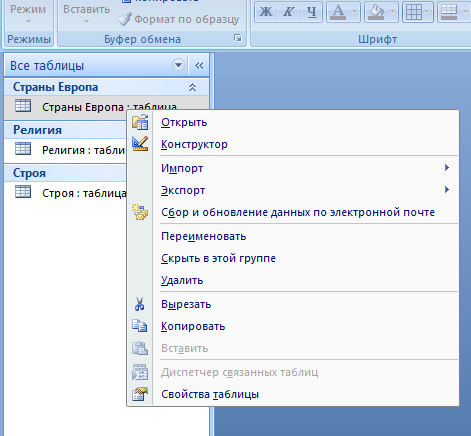 Режим
Вставить
Копировать
Формат по образцу
Ж К Ч
Режимы
Буфер обмена
Шрифт
Все таблицы
Страны Европа
Страны Европа : таблица
Религия
Религия : табли
Строя
Строя : таблица
Открыть
Конструктор
Импорт
Экспорт
Сбор и обновление данных по электронной почте
Переименовать
Скрыть в этой группе
Удалить
Вырезать
Копировать
Вставить
Диспетчер связанных таблиц
Свойства таблицы